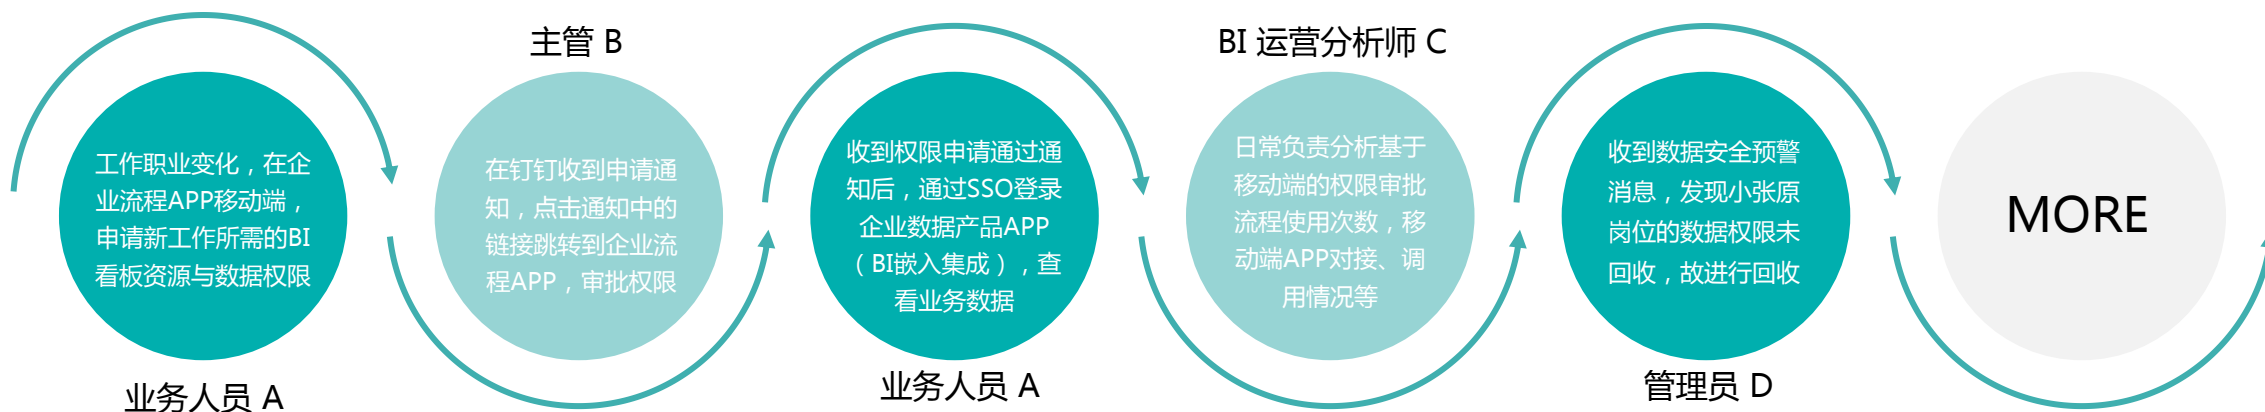 工作职业变化，在企
业流程APP移动端，
申请新工作所需的BI
看板资源与数据权限
业务人员 A
主管 B
在钉钉收到申请通
知，点击通知中的
链接跳转到企业流
程APP，审批权限
收到权限申请通过通
知后，通过SSO登录
企业数据产品APP
（BI嵌入集成），查
看业务数据
业务人员 A
BI 运营分析师 C
日常负责分析基于
移动端的权限审批
流程使用次数，移
动端APP对接、调
用情况等
收到数据安全预警
消息，发现小张原
岗位的数据权限未
回收，故进行回收
管理员 D
MORE